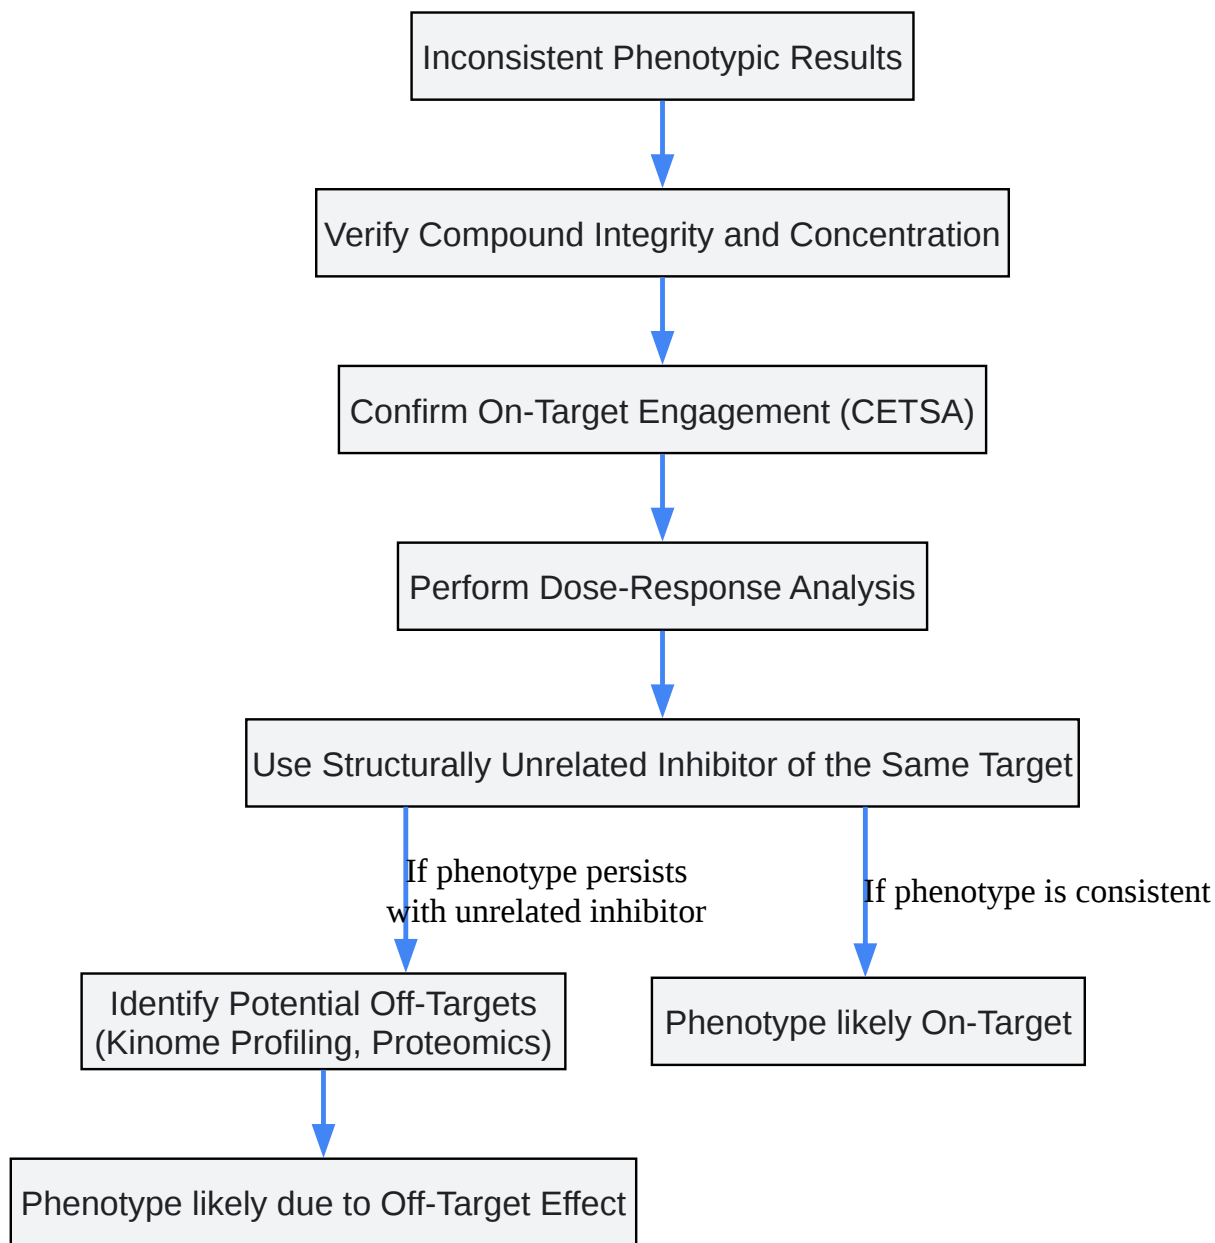 Inconsistent Phenotypic Results
Verify Compound Integrity and Concentration
Confirm On-Target Engagement (CETSA)
Perform Dose-Response Analysis
Use Structurally Unrelated Inhibitor of the Same Target
If phenotype persists
with unrelated inhibitor
If phenotype is consistent
Identify Potential Off-Targets
(Kinome Profiling, Proteomics)
Phenotype likely On-Target
Phenotype likely due to Off-Target Effect